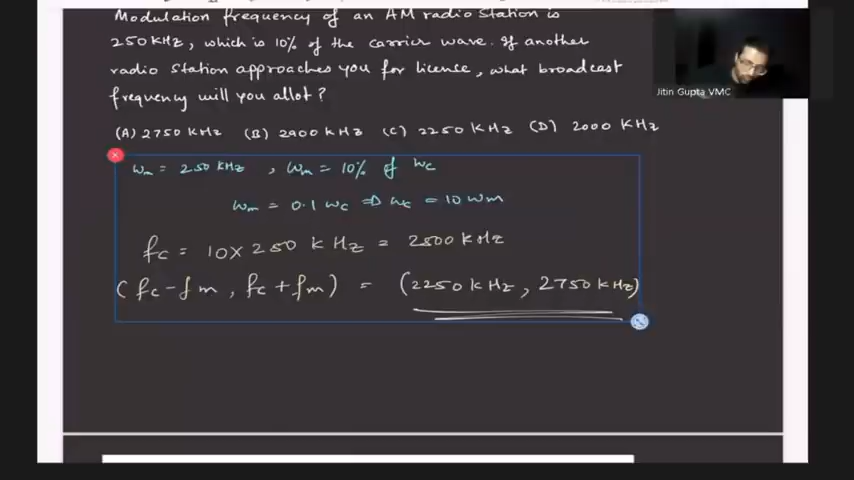 Modulation frequency of an AM radio station is
250 KHz, which is 10% of the carrier wave. If another
radio station approaches you for license, what broadcast
frequency will you allot?
(A) 2750 KHz (B) 2900 KHz (C) 2250 KHz (D) 2000 KHz
Jitin Gupta VMC
ωm = 250 KHz , ωm = 10% of ωc
ωm = 0.1 ωc ⇒ ωc = 10 ωm
fc = 10 x 250 K Hz = 2500 KHz
(fc - fm, fc + fm) = (2250 K Hz, 2750 KHz)